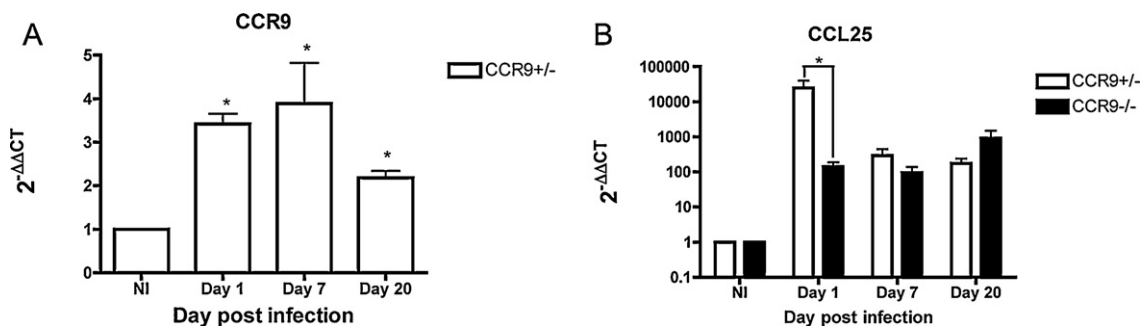 A
CCR9
5
4
3
2
1
0
2-ΔΔCT
*
*
*
NI
Day 1
Day 7
Day 20
Day post infection
CCR9+/-
B
CCL25
100000
10000
1000
100
10
1
0.1
2-ΔΔCT
*
NI
Day 1
Day 7
Day 20
Day post infection
CCR9+/-
CCR9-/-